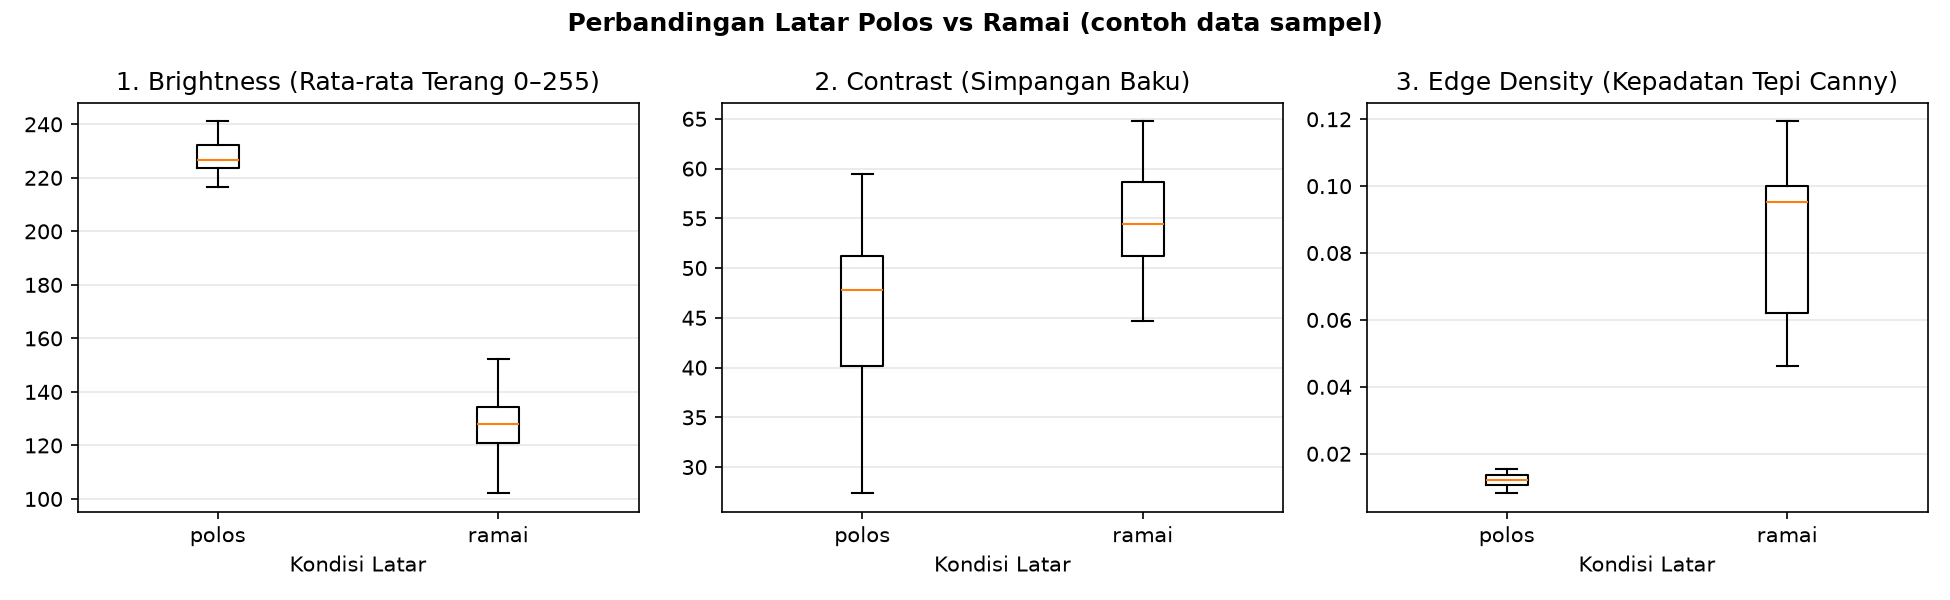 Perbandingan Latar Polos vs Ramai (contoh data sampel)
1. Brightness (Rata-rata Terang 0–255)
240
220
200
180
160
140
120
100
polos
ramai
Kondisi Latar
2. Contrast (Simpangan Baku)
65
60
55
50
45
40
35
30
polos
ramai
Kondisi Latar
3. Edge Density (Kepadatan Tepi Canny)
0.12
0.10
0.08
0.06
0.04
0.02
polos
ramai
Kondisi Latar